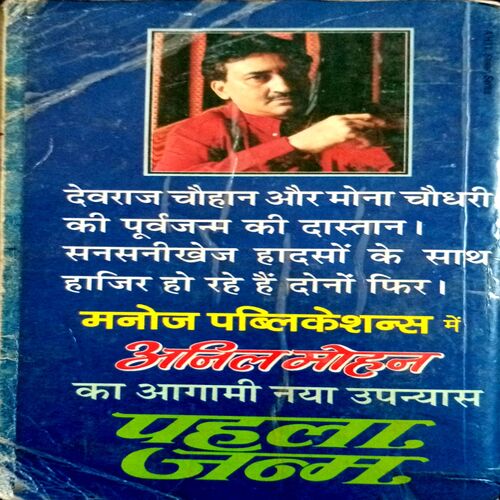 देवराज चौहान और मोना चौधरी
की पूर्वजन्म की दास्तान।
सनसनीखेज हादसों के साथ
हाजिर हो रहे हैं दोनों फिर।
मनोज पब्लिकेशन्स में
अनिल मोहन
का आगामी नया उपन्यास
पहला
जन्म